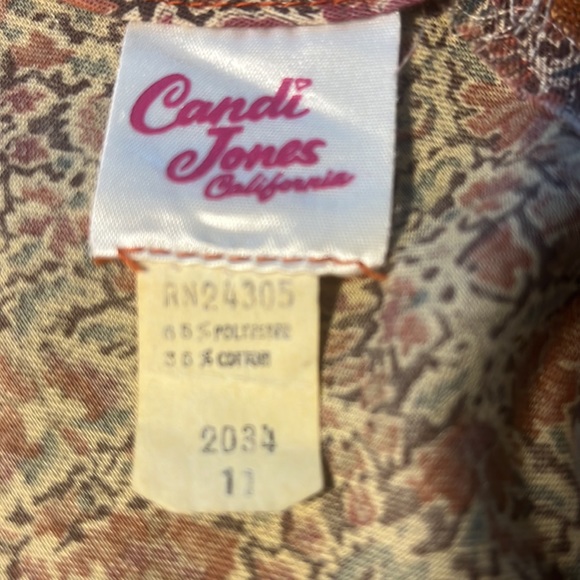 Candi
Jones
California
RN24305
65% POLYESTER
35% COTTON
2034
11